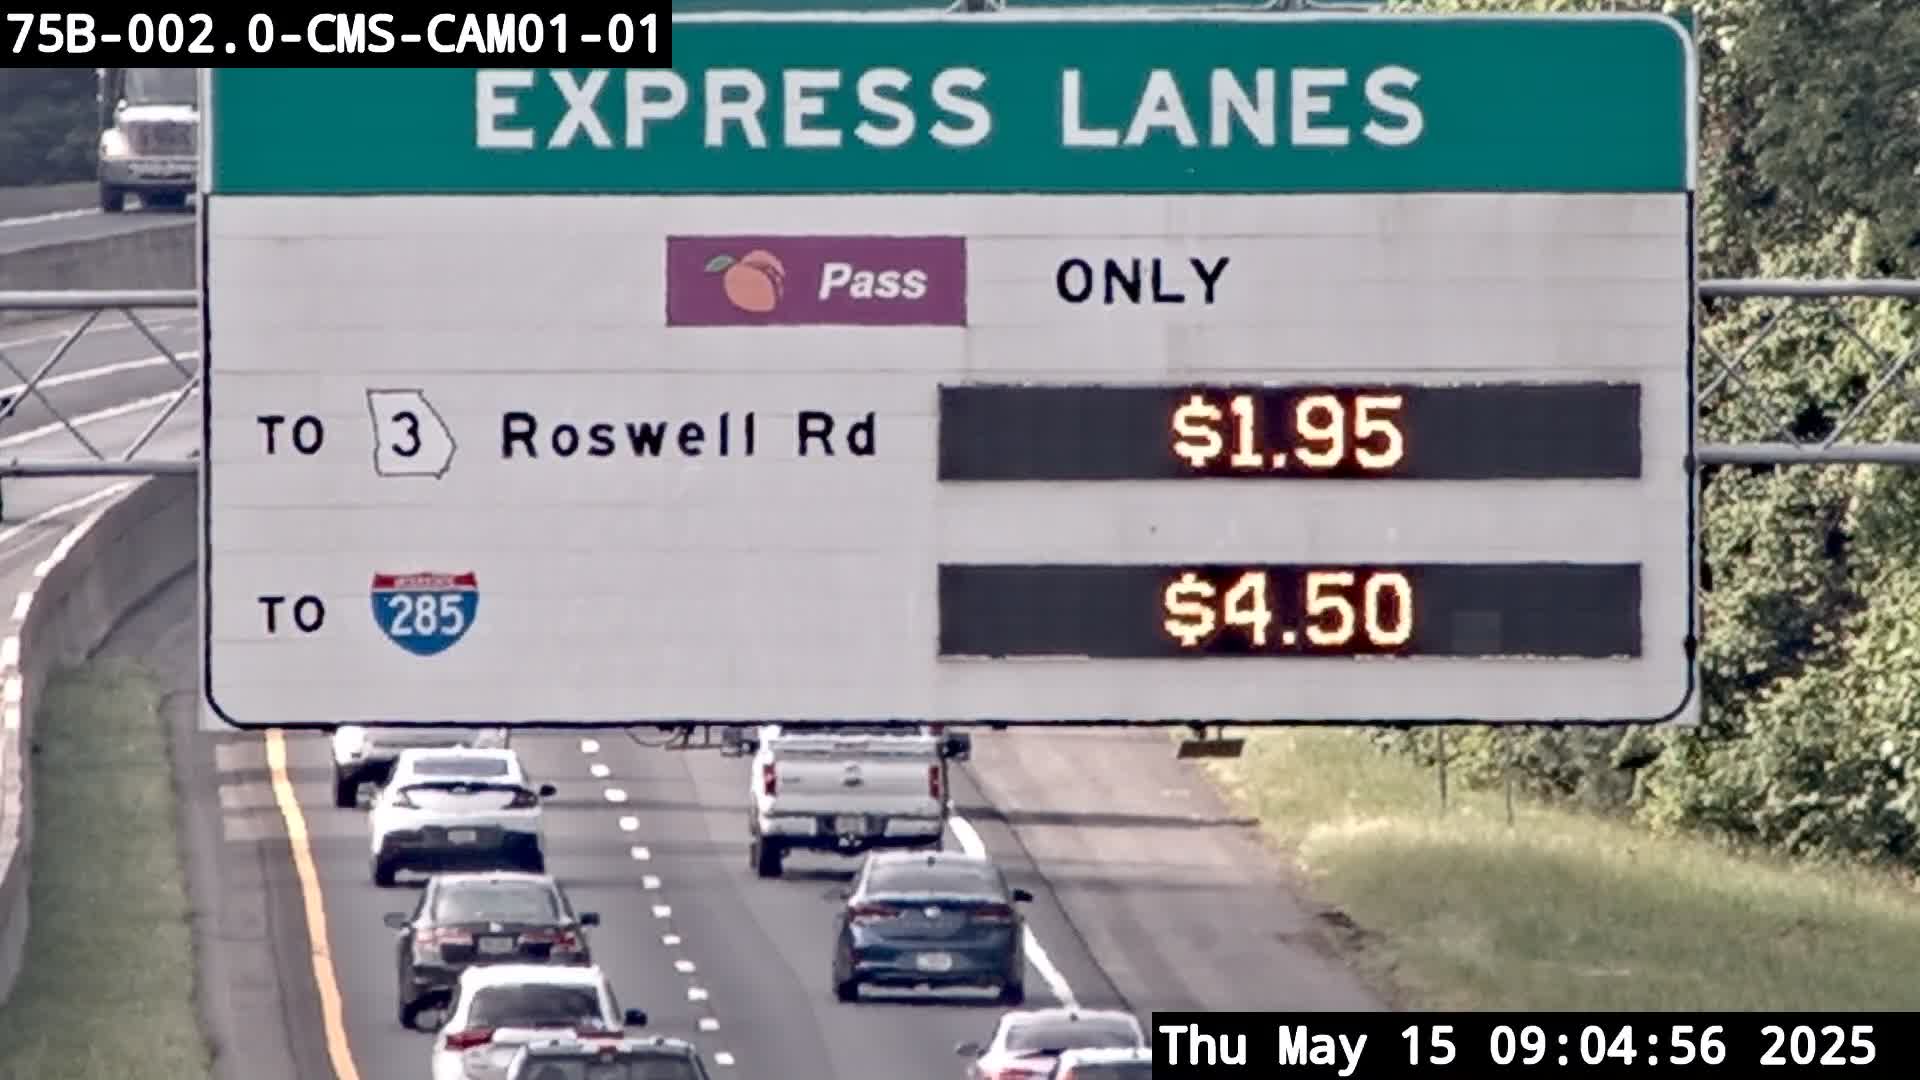 75B-002.0-CMS-CAM01-01
EXPRESS LANES
Pass ONLY
TO 3 Roswell Rd $1.95
TO INTERSTATE 285 $4.50
Thu May 15 09:04:56 2025